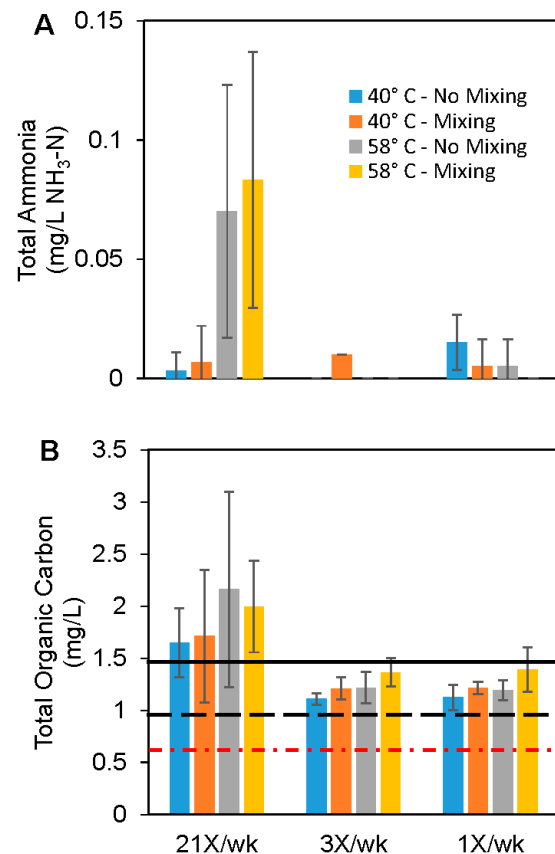 A
Total Ammonia
(mg/L NH3-N)
0.15
0.1
0.05
0
40° C - No Mixing
40° C - Mixing
58° C - No Mixing
58° C - Mixing
B
Total Organic Carbon
(mg/L)
3.5
3
2.5
2
1.5
1
0.5
0
21X/wk 3X/wk 1X/wk